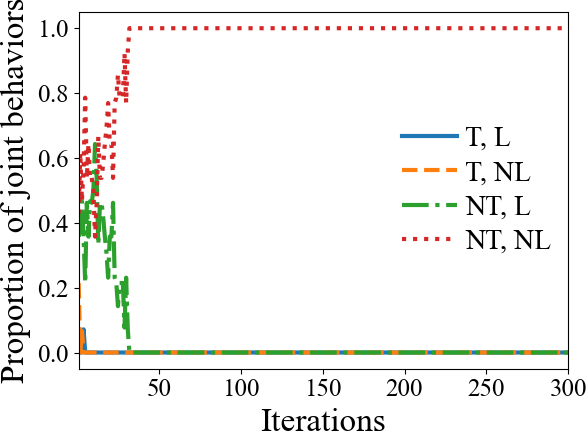 Proportion of joint behaviors
1.0
0.8
0.6
0.4
0.2
0.0
T, L
T, NL
NT, L
NT, NL
50 100 150 200 250 300
Iterations